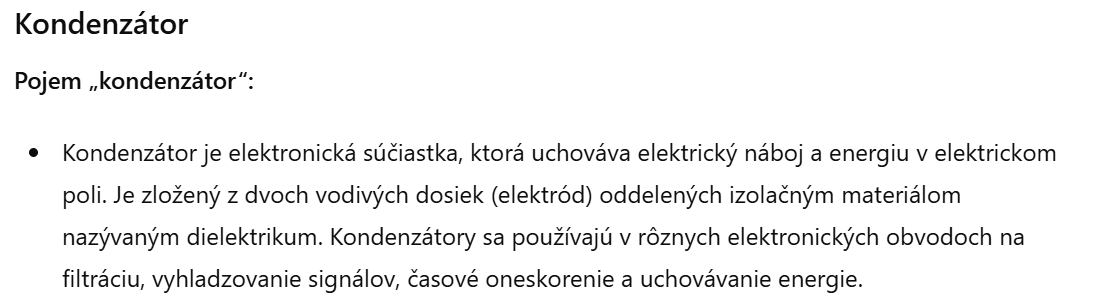 Kondenzátor
Pojem „kondenzátor“:
• Kondenzátor je elektronická súčiastka, ktorá uchováva elektrický náboj a energiu v elektrickom
poli. Je zložený z dvoch vodivých dosiek (elektród) oddelených izolačným materiálom
nazývaným dielektrikum. Kondenzátory sa používajú v rôznych elektronických obvodoch na
filtráciu, vyhladzovanie signálov, časové oneskorenie a uchovávanie energie.